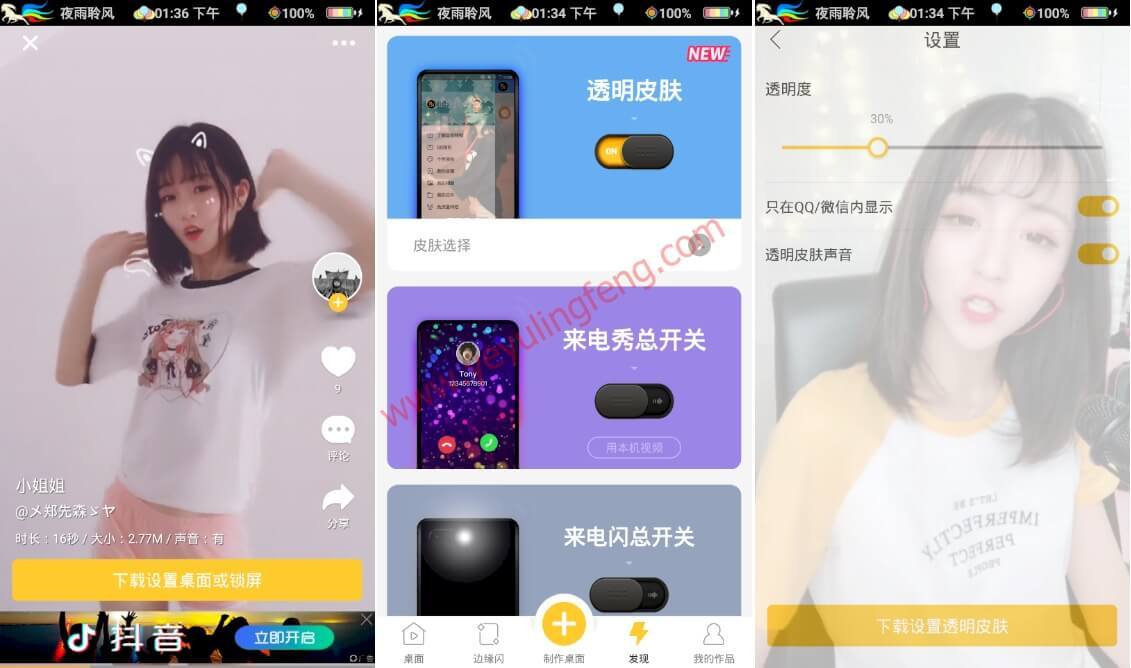 夜雨聆风
01:36 下午
100%
小姐姐
@メ郑先森ゞヤ
时长：16秒 / 大小：2.77M / 声音：有
9
评论
分享
下载设置桌面或锁屏
抖音
立即开启
广告
夜雨聆风
01:34 下午
100%
NEW
透明皮肤
ON
皮肤选择
来电秀总开关
Tony
12345678901
用本机视频
来电闪总开关
桌面
边缘闪
制作桌面
发现
我的作品
www.yeyulingfeng.com
夜雨聆风
01:34 下午
100%
设置
透明度
30%
只在QQ/微信内显示
透明皮肤声音
LET'S BE
IMPERFECTLY
PERFECT
PEOPLE
下载设置透明皮肤